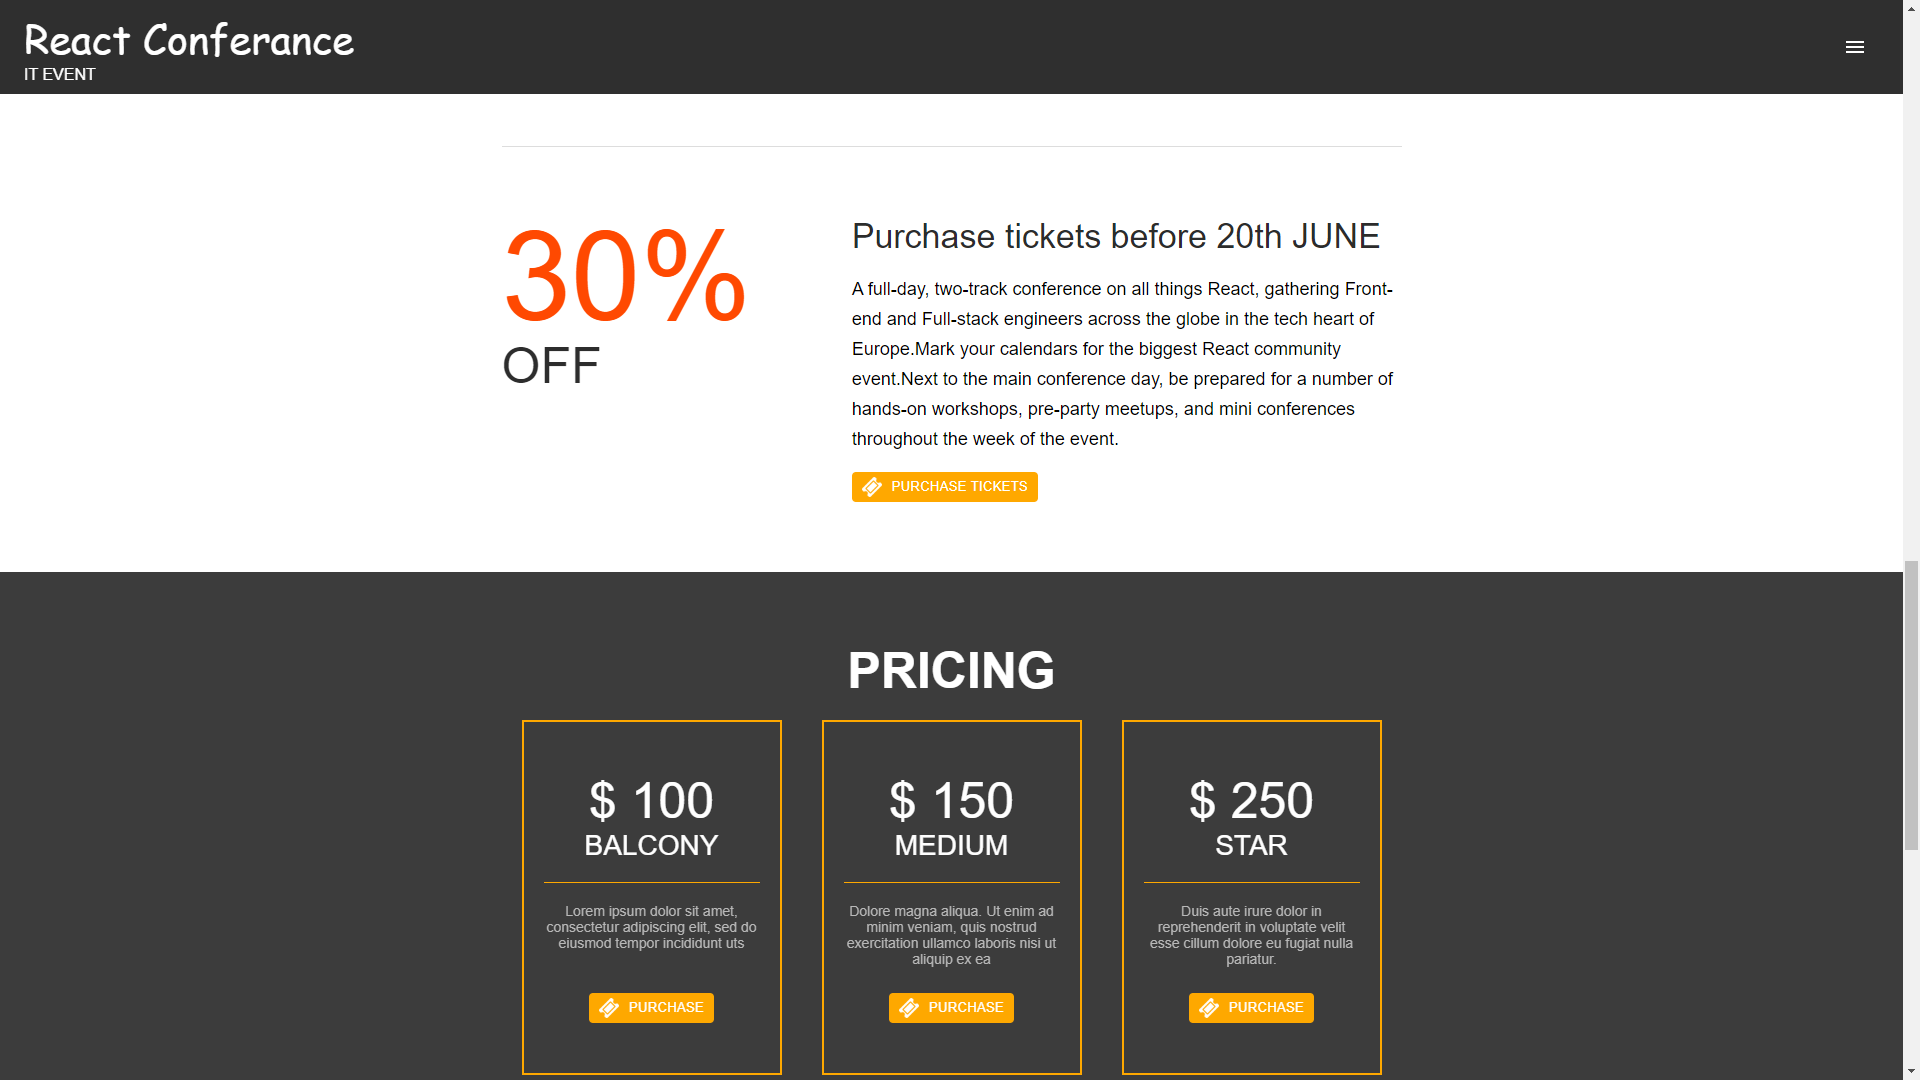 React Conferance
IT EVENT
30%
OFF
Purchase tickets before 20th JUNE
A full-day, two-track conference on all things React, gathering Front-
end and Full-stack engineers across the globe in the tech heart of
Europe.Mark your calendars for the biggest React community
event.Next to the main conference day, be prepared for a number of
hands-on workshops, pre-party meetups, and mini conferences
throughout the week of the event.
PURCHASE TICKETS
PRICING
$ 100
BALCONY
Lorem ipsum dolor sit amet,
consectetur adipiscing elit, sed do
eiusmod tempor incididunt uts
PURCHASE
$ 150
MEDIUM
Dolore magna aliqua. Ut enim ad
minim veniam, quis nostrud
exercitation ullamco laboris nisi ut
aliquip ex ea
PURCHASE
$ 250
STAR
Duis aute irure dolor in
reprehenderit in voluptate velit
esse cillum dolore eu fugiat nulla
pariatur.
PURCHASE